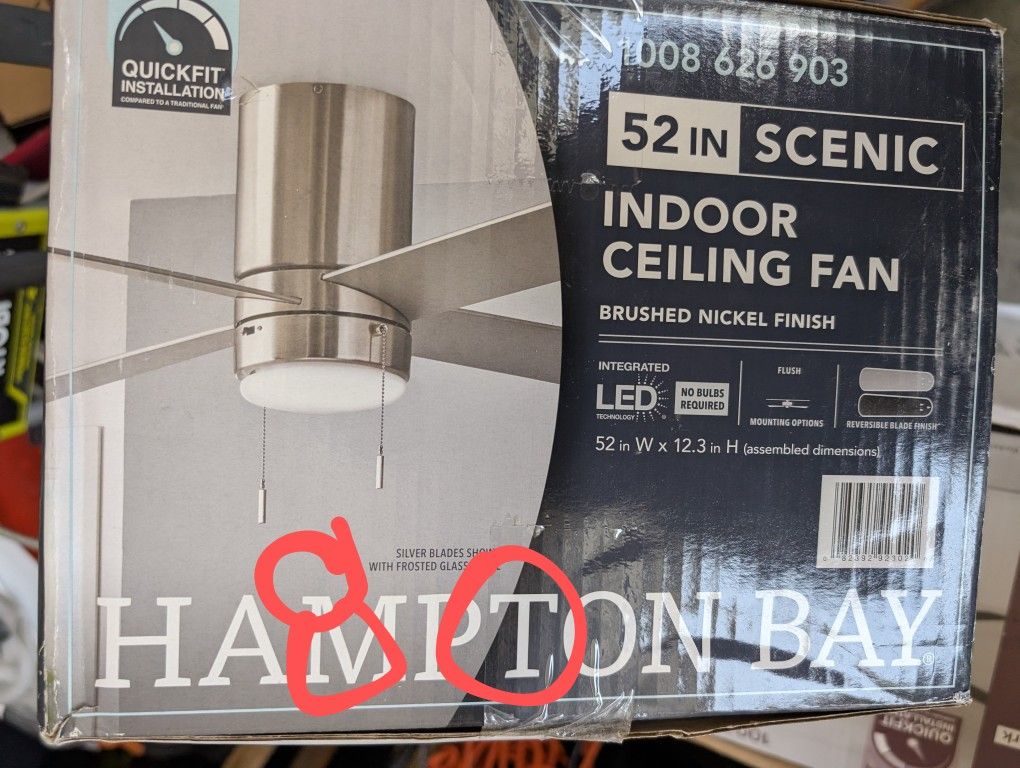 QUICKFIT
INSTALLATION
COMPARED TO A TRADITIONAL FAN
1008 626 903
52 IN SCENIC
INDOOR
CEILING FAN
BRUSHED NICKEL FINISH
INTEGRATED
LED
TECHNOLOGY
NO BULBS
REQUIRED
FLUSH
MOUNTING OPTIONS
REVERSIBLE BLADE FINISH
52 in W x 12.3 in H (assembled dimensions)
SILVER BLADES SHOWN
WITH FROSTED GLASS
HAMPTON BAY®
QUICKFIT